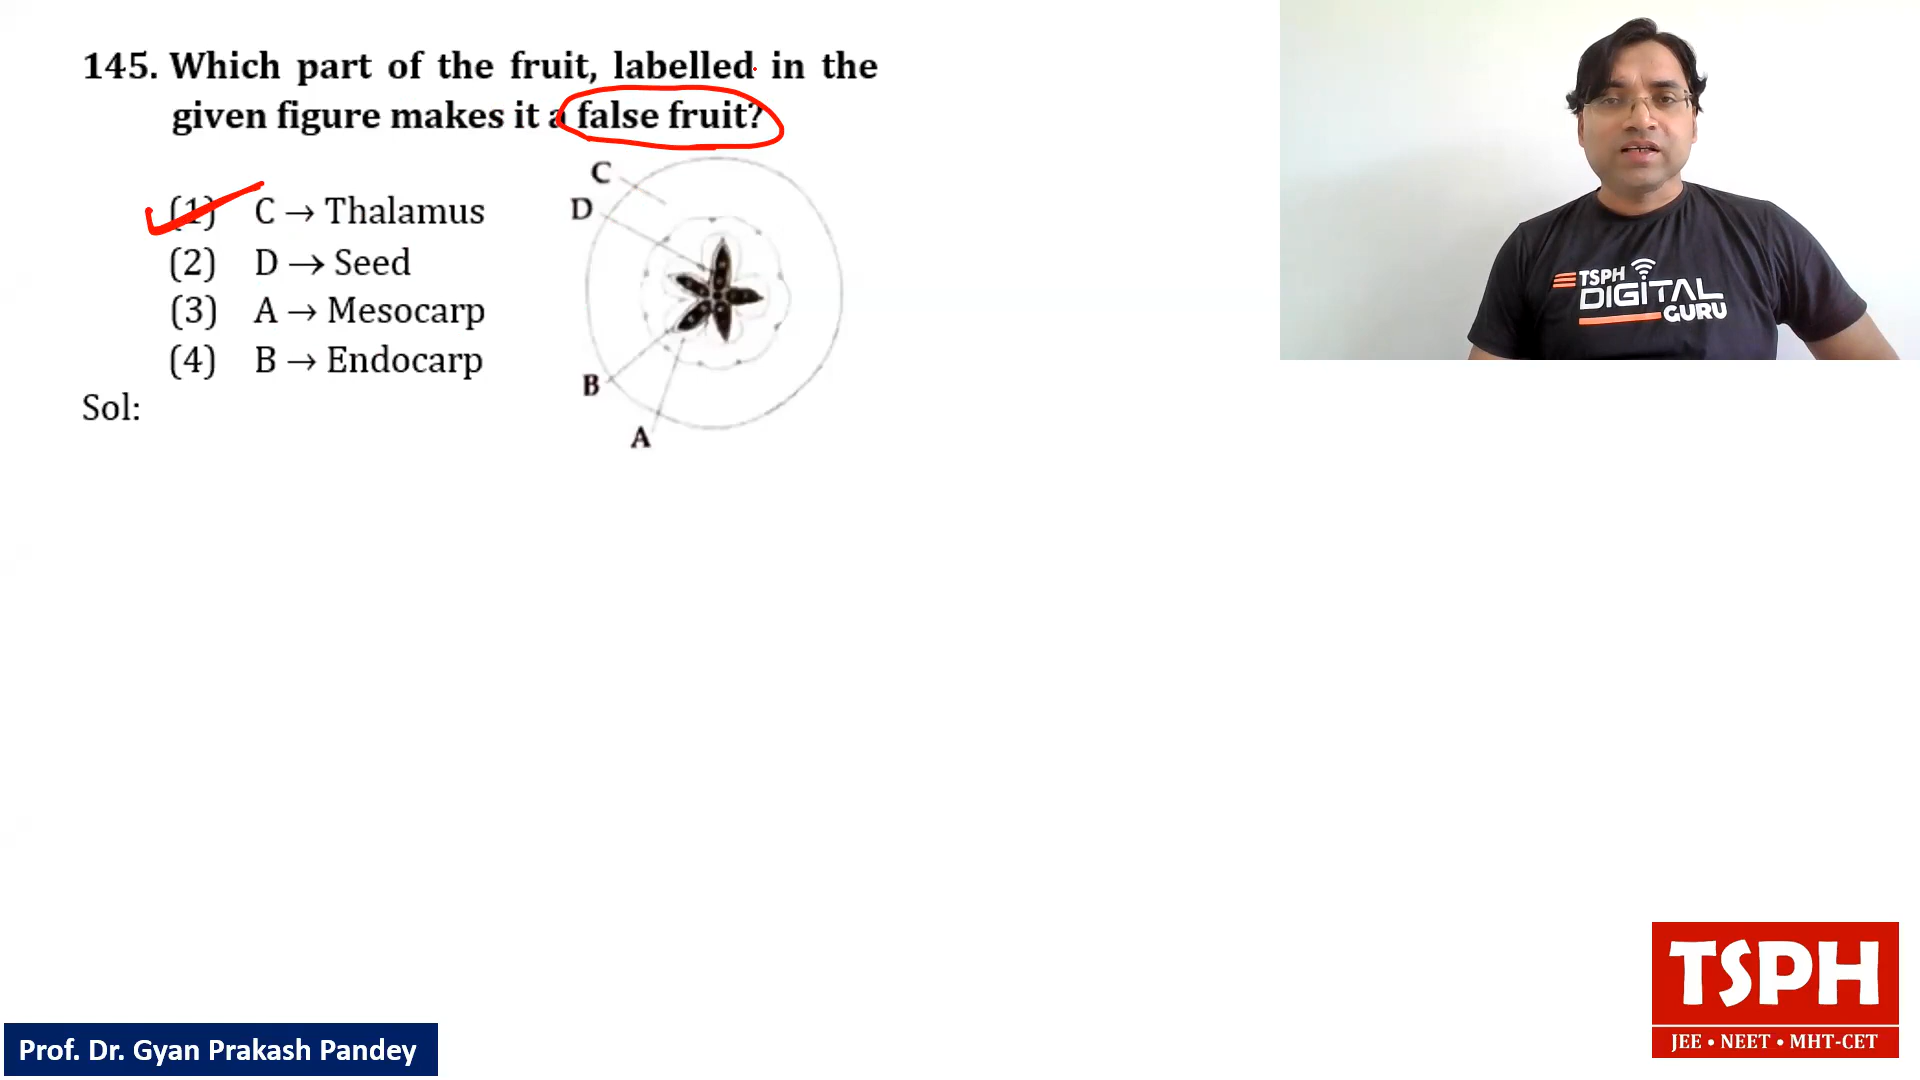 145. Which part of the fruit, labelled in the
given figure makes it a false fruit?
(1) C → Thalamus
(2) D → Seed
(3) A → Mesocarp
(4) B → Endocarp
Sol:
C
D
B
A
TSPH
DIGITAL
GURU
TSPH
JEE • NEET • MHT-CET
Prof. Dr. Gyan Prakash Pandey